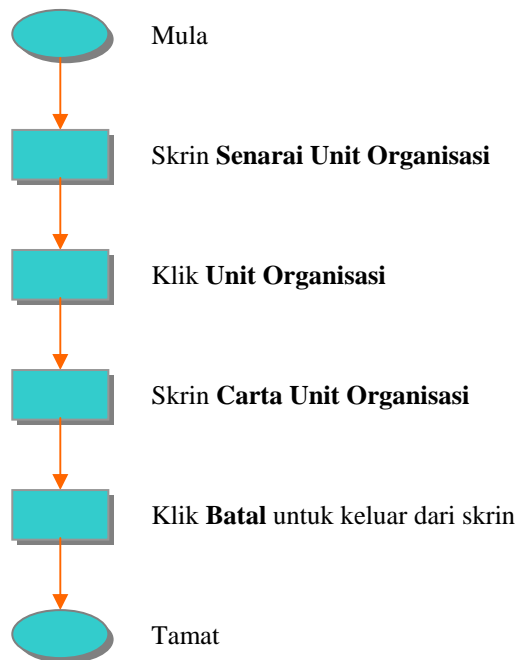 Mula
Skrin Senarai Unit Organisasi
Klik Unit Organisasi
Skrin Carta Unit Organisasi
Klik Batal untuk keluar dari skrin
Tamat